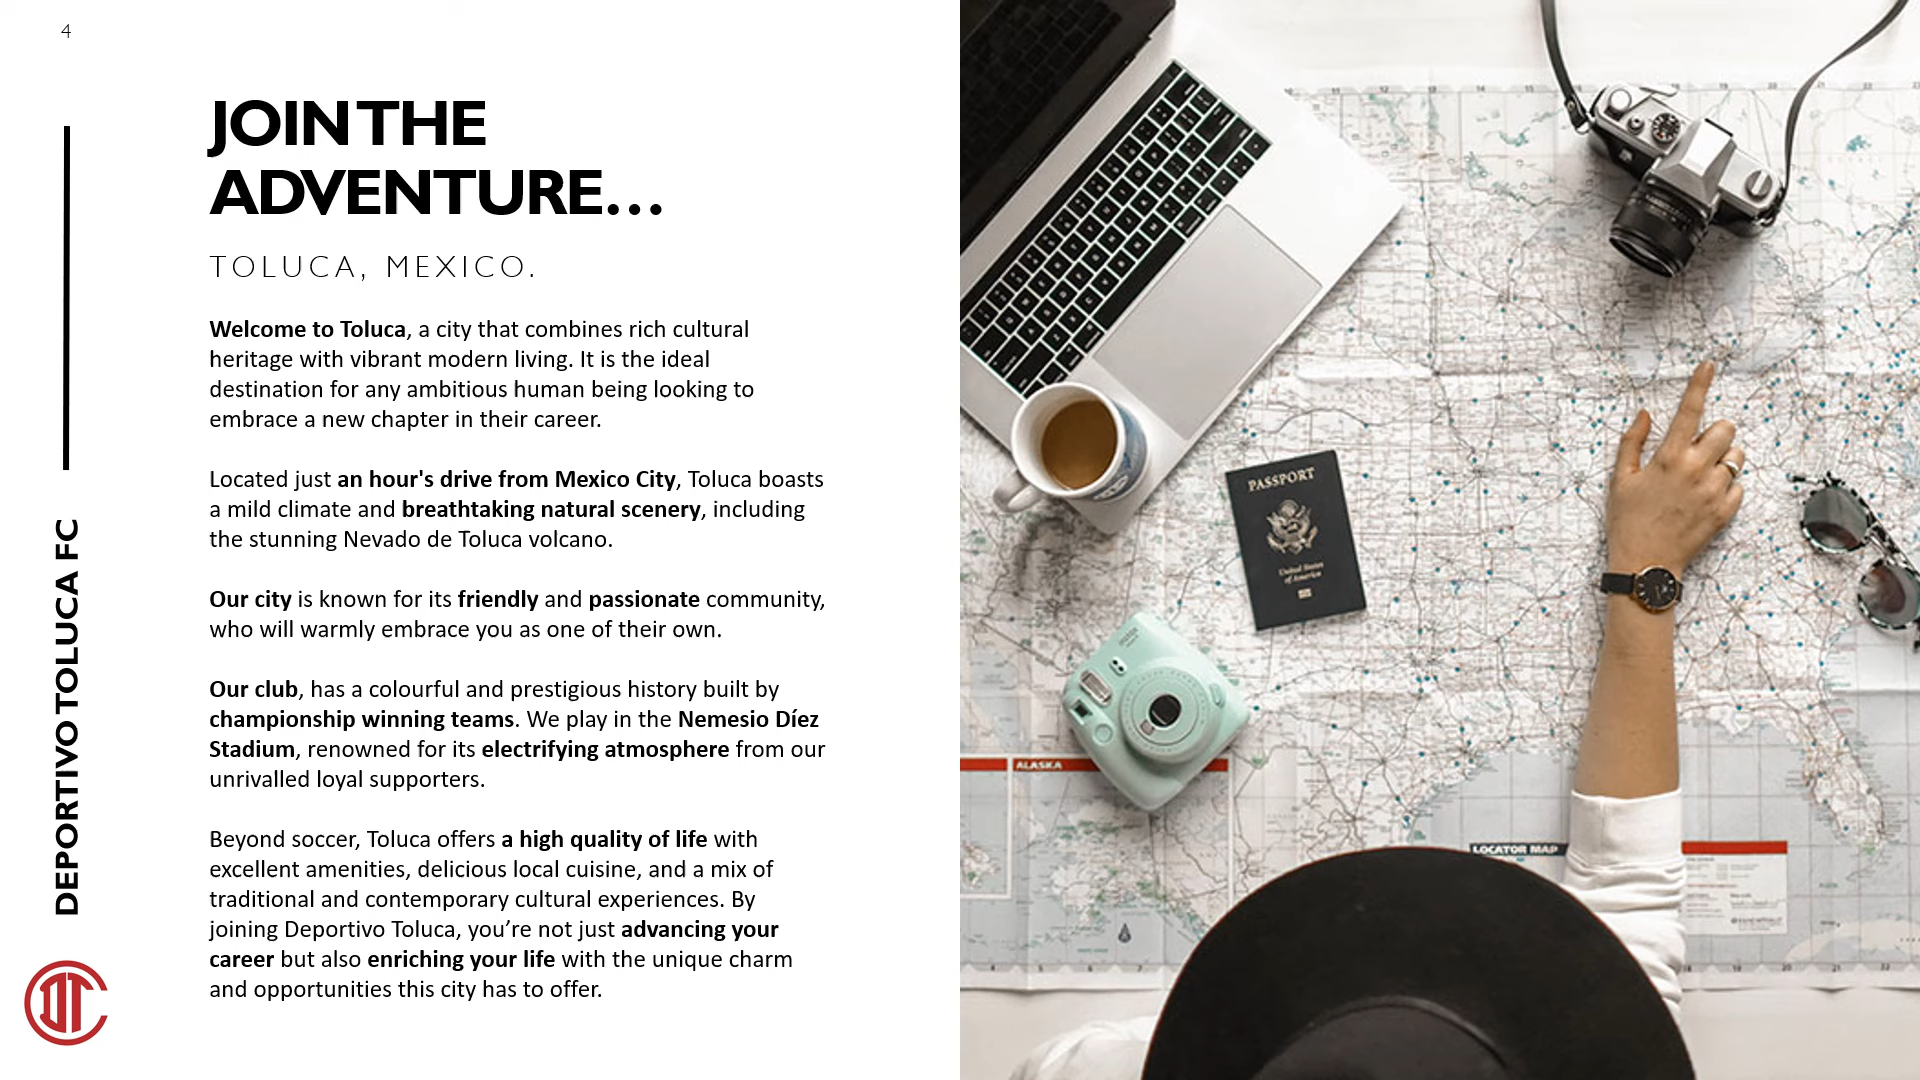 4
JOIN THE
ADVENTURE...
TOLUCA, MEXICO.
Welcome to Toluca, a city that combines rich cultural
heritage with vibrant modern living. It is the ideal
destination for any ambitious human being looking to
embrace a new chapter in their career.
Located just an hour's drive from Mexico City, Toluca boasts
a mild climate and breathtaking natural scenery, including
the stunning Nevado de Toluca volcano.
Our city is known for its friendly and passionate community,
who will warmly embrace you as one of their own.
Our club, has a colourful and prestigious history built by
championship winning teams. We play in the Nemesio Díez
Stadium, renowned for its electrifying atmosphere from our
unrivalled loyal supporters.
Beyond soccer, Toluca offers a high quality of life with
excellent amenities, delicious local cuisine, and a mix of
traditional and contemporary cultural experiences. By
joining Deportivo Toluca, you’re not just advancing your
career but also enriching your life with the unique charm
and opportunities this city has to offer.
DEPORTIVO TOLUCA FC
PASSPORT
United States
of America
ALASKA
LOCATOR MAP